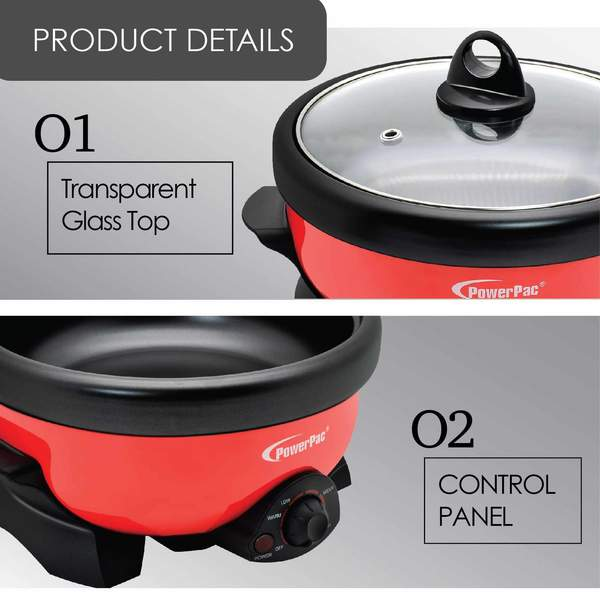 PRODUCT DETAILS
01
Transparent
Glass Top
PowerPac®
PowerPac®
02
CONTROL
PANEL
LOW
WARM
OFF
POWER